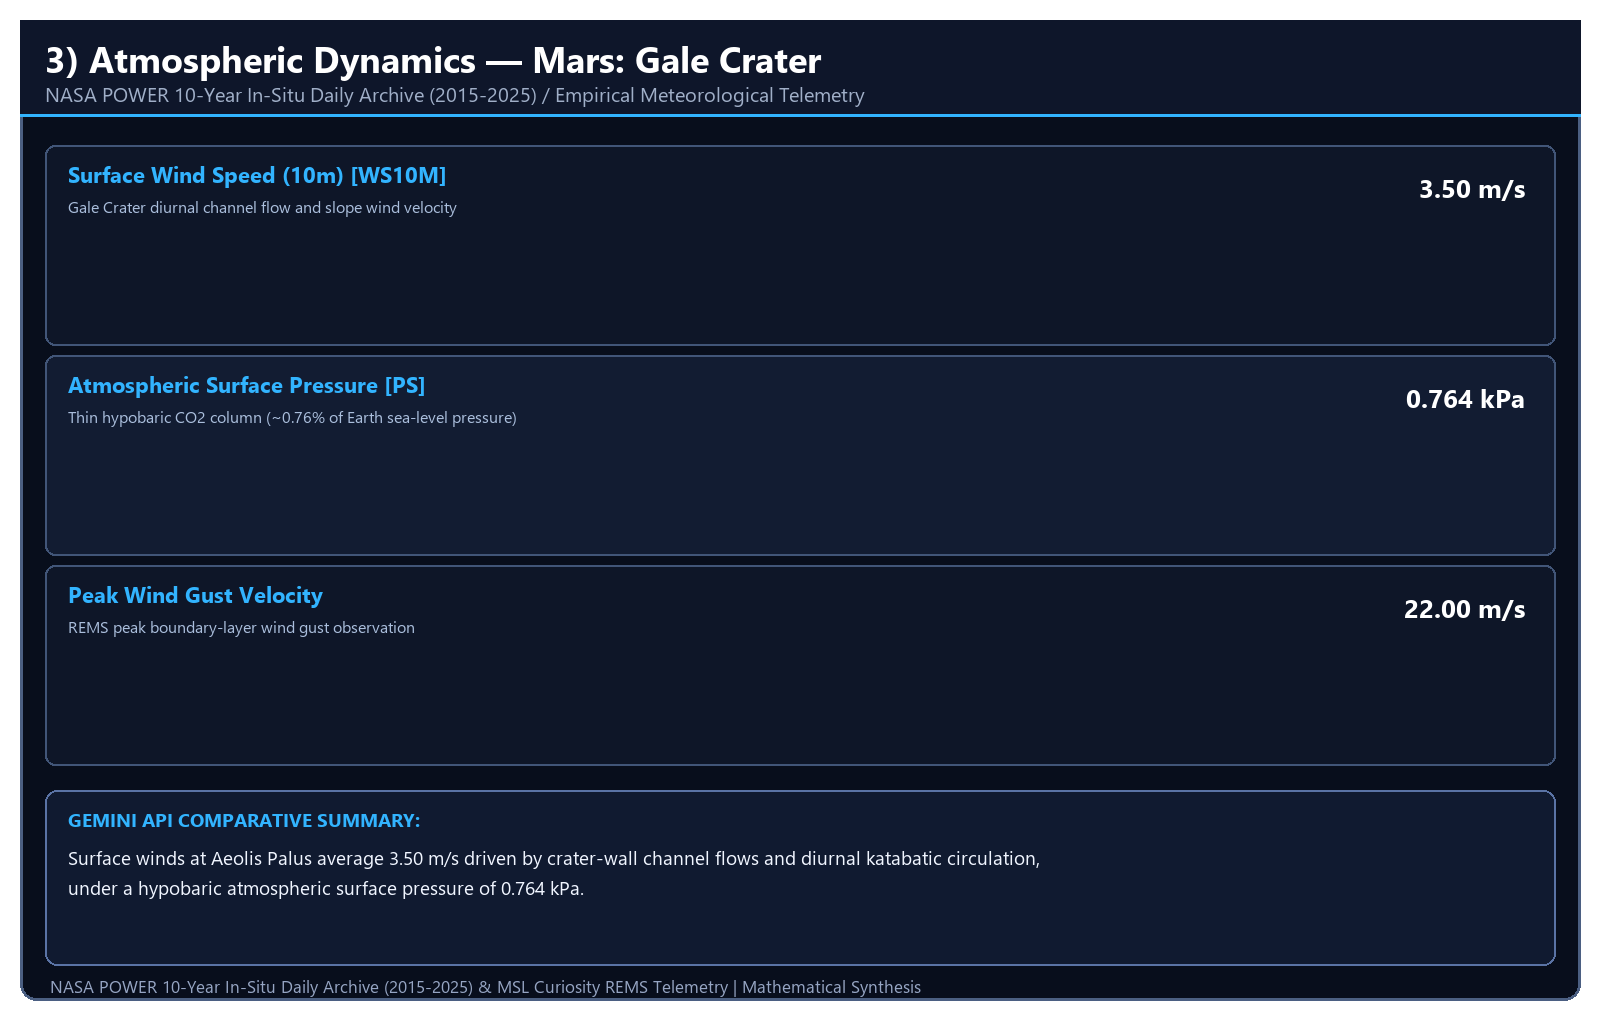 3) Atmospheric Dynamics — Mars: Gale Crater
NASA POWER 10-Year In-Situ Daily Archive (2015-2025) / Empirical Meteorological Telemetry
Surface Wind Speed (10m) [WS10M]
3.50 m/s
Gale Crater diurnal channel flow and slope wind velocity
Atmospheric Surface Pressure [PS]
0.764 kPa
Thin hypobaric CO2 column (~0.76% of Earth sea-level pressure)
Peak Wind Gust Velocity
22.00 m/s
REMS peak boundary-layer wind gust observation
GEMINI API COMPARATIVE SUMMARY:
Surface winds at Aeolis Palus average 3.50 m/s driven by crater-wall channel flows and diurnal katabatic circulation,
under a hypobaric atmospheric surface pressure of 0.764 kPa.
NASA POWER 10-Year In-Situ Daily Archive (2015-2025) & MSL Curiosity REMS Telemetry | Mathematical Synthesis